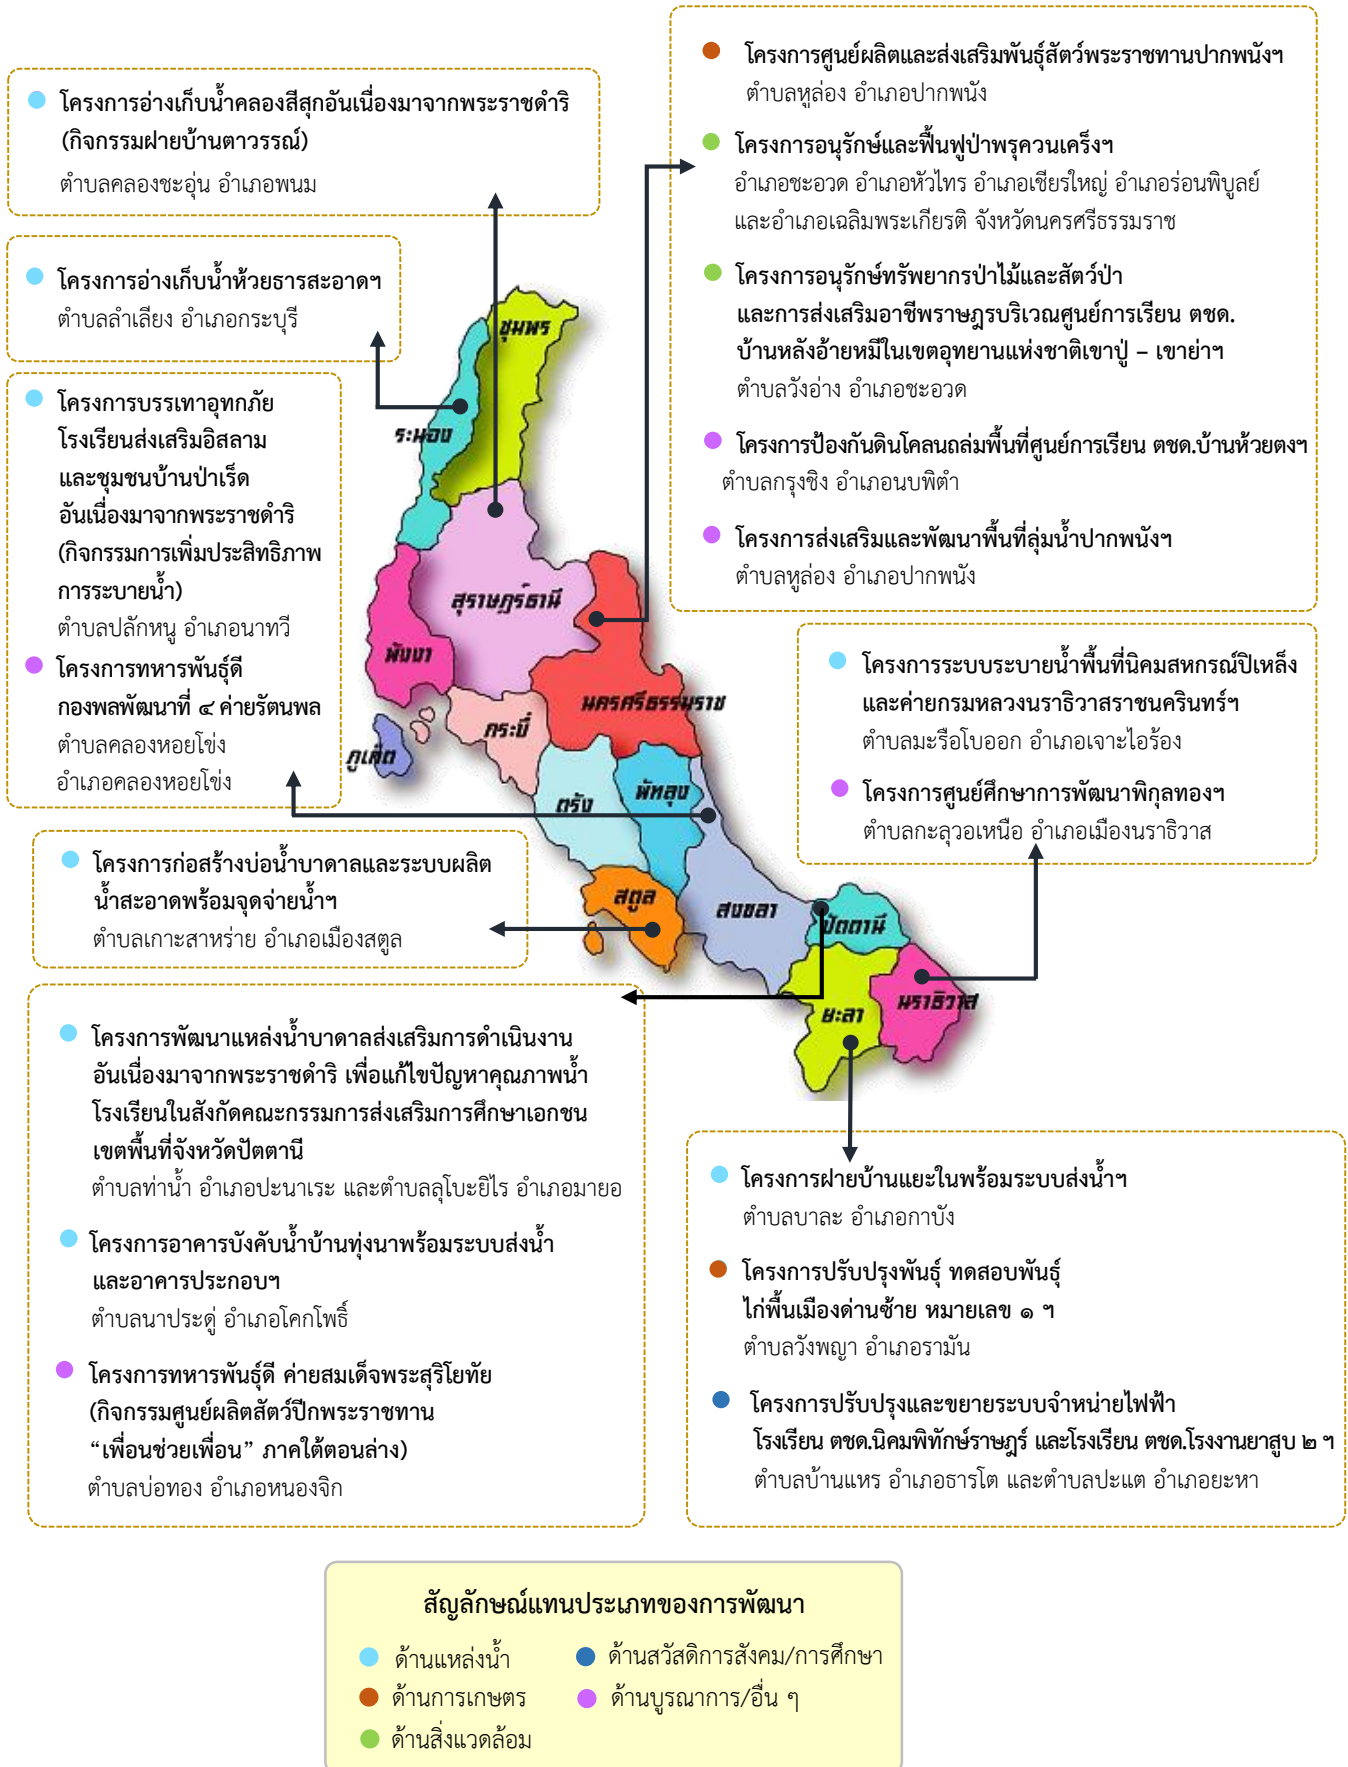 โครงการอ่างเก็บน้ำคลองสีสุกอันเนื่องมาจากพระราชดำริ
(กิจกรรมฝายบ้านตาวรรณ์)
ตำบลคลองชะอุ่น อำเภอพนม
โครงการอ่างเก็บน้ำห้วยธารสะอาดฯ
ตำบลลำเลียง อำเภอกระบุรี
โครงการบรรเทาอุทกภัย
โรงเรียนส่งเสริมอิสลาม
และชุมชนบ้านป่าเร็ด
อันเนื่องมาจากพระราชดำริ
(กิจกรรมการเพิ่มประสิทธิภาพ
การระบายน้ำ)
ตำบลปลักหนู อำเภอนาทวี
โครงการทหารพันธุ์ดี
กองพลพัฒนาที่ ๔ ค่ายรัตนพล
ตำบลคลองหอยโข่ง
อำเภอคลองหอยโข่ง
โครงการก่อสร้างบ่อน้ำบาดาลและระบบผลิต
น้ำสะอาดพร้อมจุดจ่ายน้ำฯ
ตำบลเกาะสาหร่าย อำเภอเมืองสตูล
โครงการพัฒนาแหล่งน้ำบาดาลส่งเสริมการดำเนินงาน
อันเนื่องมาจากพระราชดำริ เพื่อแก้ไขปัญหาคุณภาพน้ำ
โรงเรียนในสังกัดคณะกรรมการส่งเสริมการศึกษาเอกชน
เขตพื้นที่จังหวัดปัตตานี
ตำบลท่าน้ำ อำเภอปะนาเระ และตำบลลุโบะยิไร อำเภอมายอ
โครงการอาคารบังคับน้ำบ้านทุ่งนาพร้อมระบบส่งน้ำ
และอาคารประกอบฯ
ตำบลนาประดู่ อำเภอโคกโพธิ์
โครงการทหารพันธุ์ดี ค่ายสมเด็จพระสุริโยทัย
(กิจกรรมศูนย์ผลิตสัตว์ปีกพระราชทาน
“เพื่อนช่วยเพื่อน” ภาคใต้ตอนล่าง)
ตำบลบ่อทอง อำเภอหนองจิก
ชุมพร
ระนอง
สุราษฎร์ธานี
พังงา
นครศรีธรรมราช
กระบี่
ภูเก็ต
ตรัง
พัทลุง
สตูล
สงขลา
ปัตตานี
ยะลา
นราธิวาส
โครงการศูนย์ผลิตและส่งเสริมพันธุ์สัตว์พระราชทานปากพนังฯ
ตำบลหูล่อง อำเภอปากพนัง
โครงการอนุรักษ์และฟื้นฟูป่าพรุควนเคร็งฯ
อำเภอชะอวด อำเภอหัวไทร อำเภอเชียรใหญ่ อำเภอร่อนพิบูลย์
และอำเภอเฉลิมพระเกียรติ จังหวัดนครศรีธรรมราช
โครงการอนุรักษ์ทรัพยากรป่าไม้และสัตว์ป่า
และการส่งเสริมอาชีพราษฎรบริเวณศูนย์การเรียน ตชด.
บ้านหลังอ้ายหมีในเขตอุทยานแห่งชาติเขาปู่ – เขาย่าฯ
ตำบลวังอ่าง อำเภอชะอวด
โครงการป้องกันดินโคลนถล่มพื้นที่ศูนย์การเรียน ตชด.บ้านห้วยตงฯ
ตำบลกรุงชิง อำเภอนบพิตำ
โครงการส่งเสริมและพัฒนาพื้นที่ลุ่มน้ำปากพนังฯ
ตำบลหูล่อง อำเภอปากพนัง
โครงการระบบระบายน้ำพื้นที่นิคมสหกรณ์ปิเหล็ง
และค่ายกรมหลวงนราธิวาสราชนครินทร์ฯ
ตำบลมะรือโบออก อำเภอเจาะไอร้อง
โครงการศูนย์ศึกษาการพัฒนาพิกุลทองฯ
ตำบลกะลุวอเหนือ อำเภอเมืองนราธิวาส
โครงการฝายบ้านแยะในพร้อมระบบส่งน้ำฯ
ตำบลบาละ อำเภอกาบัง
โครงการปรับปรุงพันธุ์ ทดสอบพันธุ์
ไก่พื้นเมืองด่านซ้าย หมายเลข ๑ ฯ
ตำบลวังพญา อำเภอรามัน
โครงการปรับปรุงและขยายระบบจำหน่ายไฟฟ้า
โรงเรียน ตชด.นิคมพิทักษ์ราษฎร์ และโรงเรียน ตชด.โรงงานยาสูบ ๒ ฯ
ตำบลบ้านแหร อำเภอธารโต และตำบลปะแต อำเภอยะหา
สัญลักษณ์แทนประเภทของการพัฒนา
ด้านแหล่งน้ำ
ด้านการเกษตร
ด้านสิ่งแวดล้อม
ด้านสวัสดิการสังคม/การศึกษา
ด้านบูรณาการ/อื่น ๆ